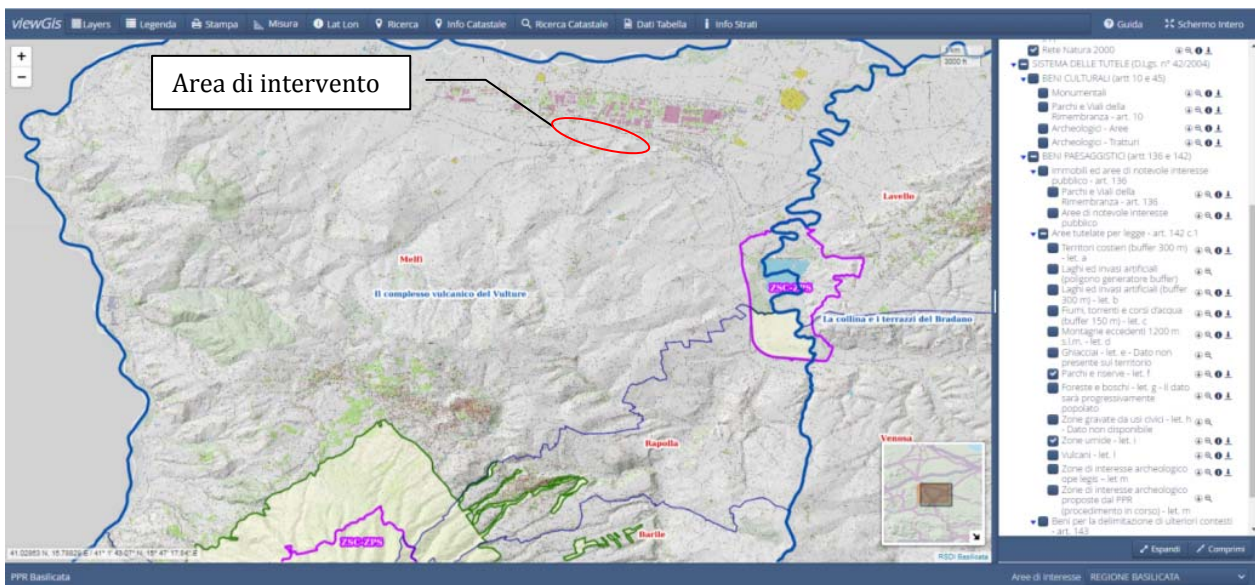 viewGis Layers Legenda Stampa Misura Lat Lon Ricerca Info Catastale Ricerca Catastale Dati Tabella Info Strati Guida Schermo Intero
+
−
Area di intervento
3000 ft
Lavello
Melfi
Il complesso vulcanico del Vulture
ZSC-ZPS
La collina e i terrazzi del Bradano
Rapolla
Venosa
ZSC-ZPS
Barile
RSDI Basilicata
Rete Natura 2000
SISTEMA DELLE TUTELE (D.Lgs. n° 42/2004)
BENI CULTURALI (artt 10 e 45)
Monumentali
Parchi e Viali della
Rimembranza - art. 10
Archeologici - Aree
Archeologici - Tratturi
BENI PAESAGGISTICI (artt 136 e 142)
Immobili ed aree di notevole interesse
pubblico - art. 136
Parchi e Viali della
Rimembranza - art. 136
Aree di notevole interesse
pubblico
Aree tutelate per legge - art. 142 c.1
Territori costieri (buffer 300 m)
- let. a
Laghi ed invasi artificiali
(poligono generatore buffer)
Laghi ed invasi artificiali (buffer
300 m) - let. b
Fiumi, torrenti e corsi d'acqua
(buffer 150 m) - let. c
Montagne eccedenti 1200 m
s.l.m. - let. d
Ghiacciai - let. e - Dato non
presente sul territorio
Parchi e riserve - let. f
Foreste e boschi - let. g - il dato
sarà progressivamente
popolato
Zone gravate da usi civici - let. h
- Dato non disponibile
Zone umide - let. i
Vulcani - let. l
Zone di interesse archeologico
ope legis - let m
Zone di interesse archeologico
proposte dal PPR
(procedimento in corso) - let. m
Beni per la delimitazione di ulteriori contesti
- art. 143
Espandi Comprimi
PPR Basilicata
Aree di interesse REGIONE BASILICATA